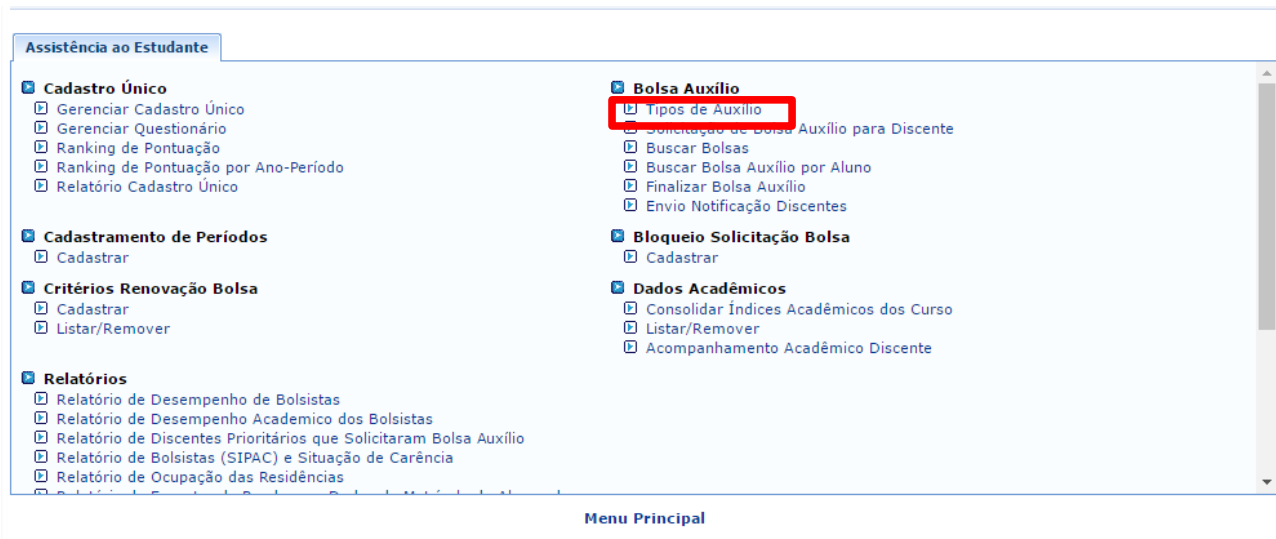 Assistência ao Estudante
Cadastro Único
Gerenciar Cadastro Único
Gerenciar Questionário
Ranking de Pontuação
Ranking de Pontuação por Ano-Período
Relatório Cadastro Único
Bolsa Auxílio
Tipos de Auxílio
Solicitação de Bolsa Auxílio para Discente
Buscar Bolsas
Buscar Bolsa Auxílio por Aluno
Finalizar Bolsa Auxílio
Envio Notificação Discentes
Cadastramento de Períodos
Cadastrar
Bloqueio Solicitação Bolsa
Cadastrar
Critérios Renovação Bolsa
Cadastrar
Listar/Remover
Dados Acadêmicos
Consolidar Índices Acadêmicos dos Curso
Listar/Remover
Acompanhamento Acadêmico Discente
Relatórios
Relatório de Desempenho de Bolsistas
Relatório de Desempenho Academico dos Bolsistas
Relatório de Discentes Prioritários que Solicitaram Bolsa Auxílio
Relatório de Bolsistas (SIPAC) e Situação de Carência
Relatório de Ocupação das Residências
Menu Principal